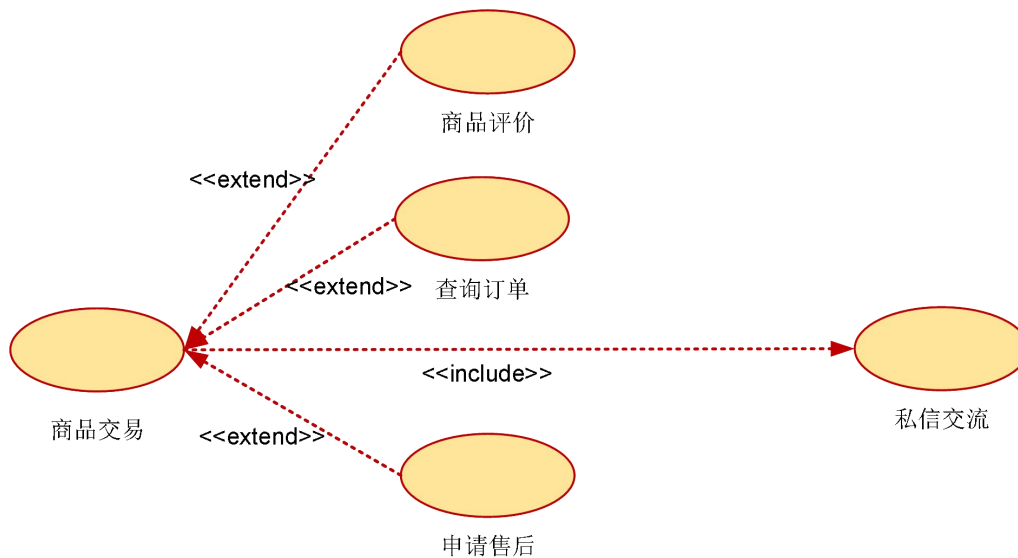 商品评价
<<extend>>
查询订单
<<extend>>
<<include>>
商品交易
私信交流
<<extend>>
申请售后